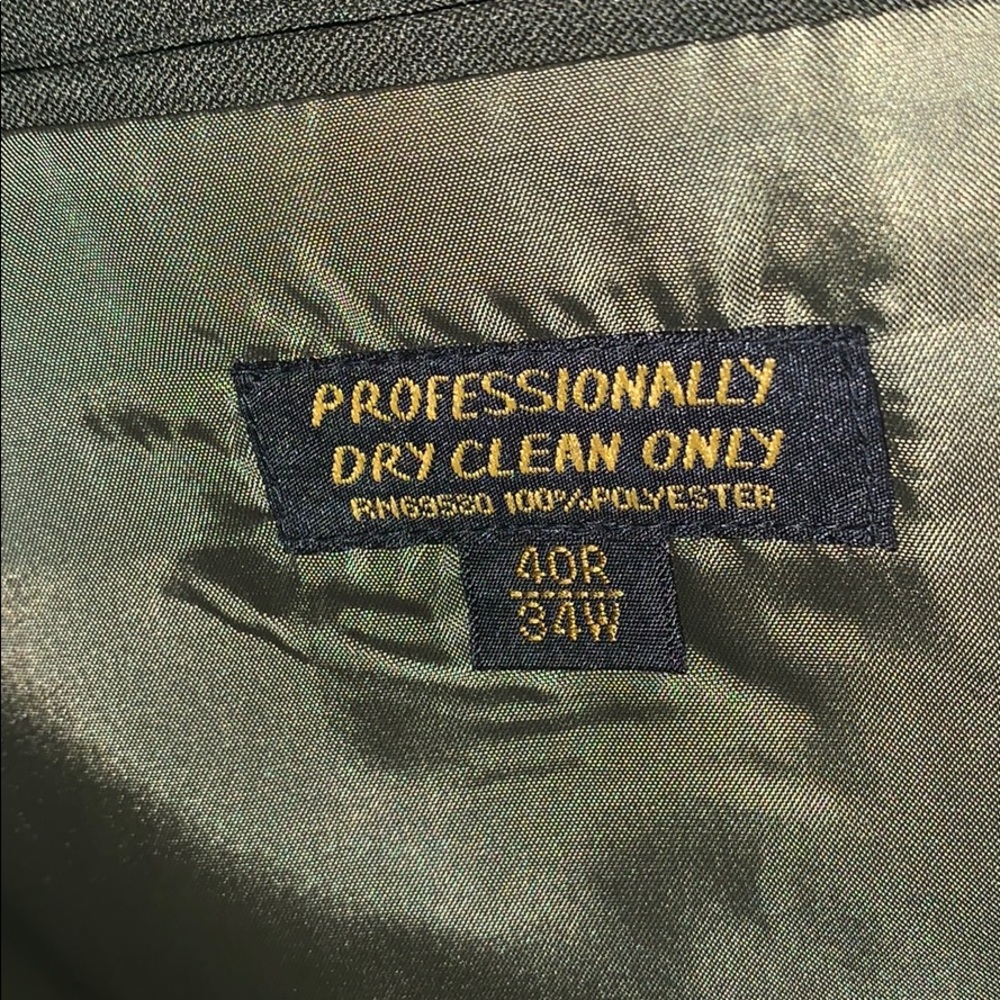 PROFESSIONALLY
DRY CLEAN ONLY
RN69580 100% POLYESTER
40R
34W